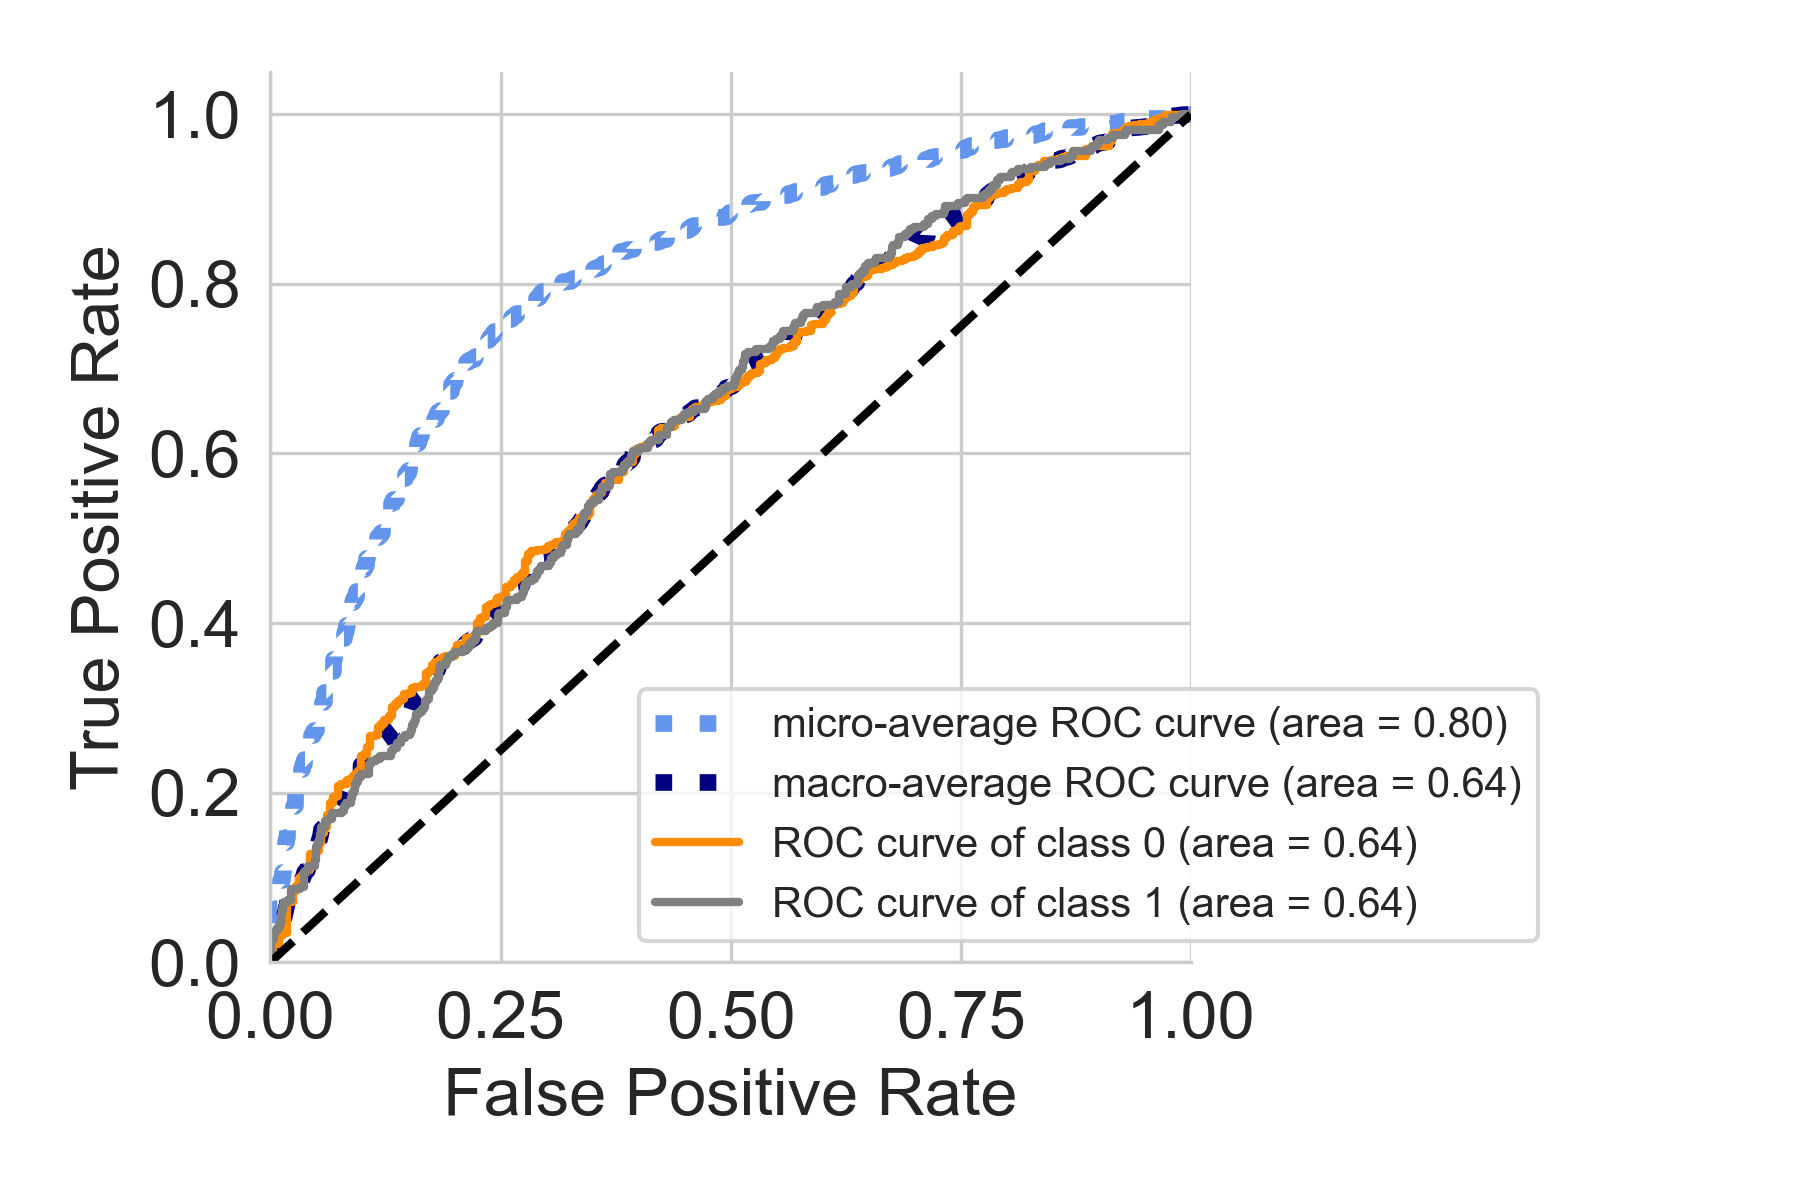 True Positive Rate
1.0
0.8
0.6
0.4
0.2
0.0
micro-average ROC curve (area = 0.80)
macro-average ROC curve (area = 0.64)
ROC curve of class 0 (area = 0.64)
ROC curve of class 1 (area = 0.64)
0.00 0.25 0.50 0.75 1.00
False Positive Rate